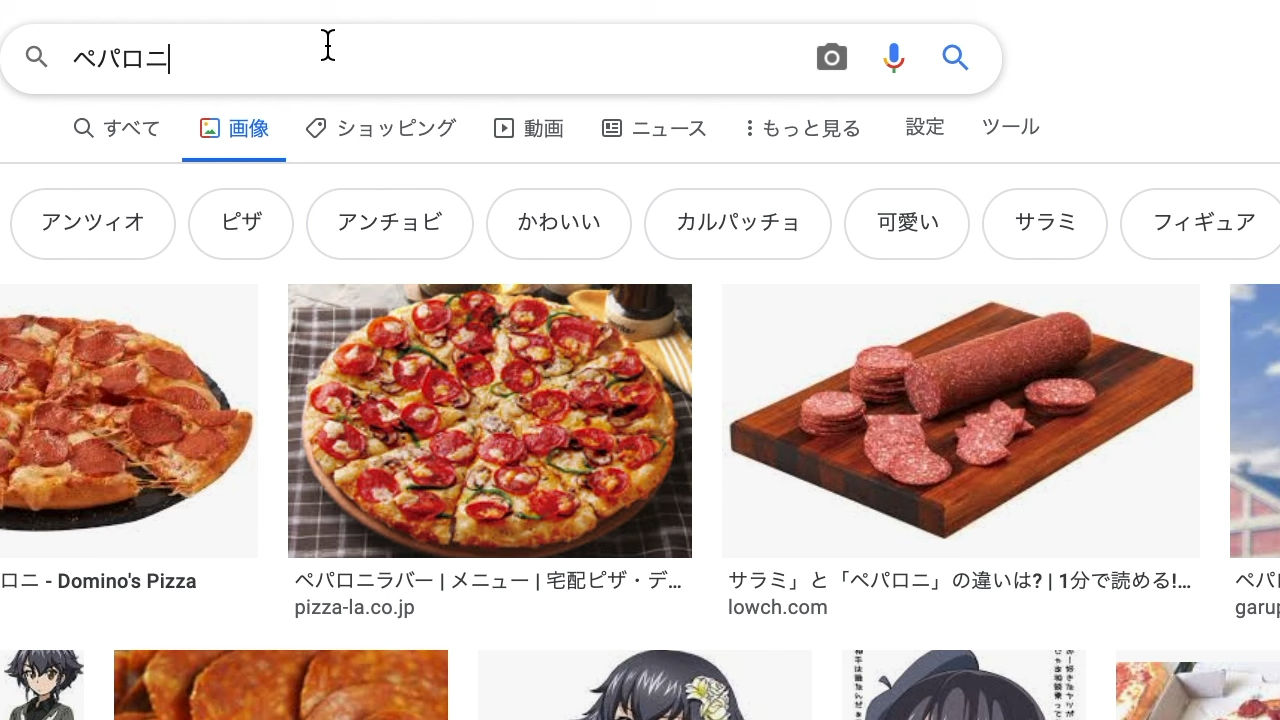 ペパロニ
すべて 画像 ショッピング 動画 ニュース もっと見る 設定 ツール
アンツィオ ピザ アンチョビ かわいい カルパッチョ 可愛い サラミ フィギュア
ロニ - Domino's Pizza ペパロニラバー | メニュー | 宅配ピザ・デ... サラミ」と「ペパロニ」の違いは? | 1分で読める!... ペパ
pizza-la.co.jp lowch.com garup